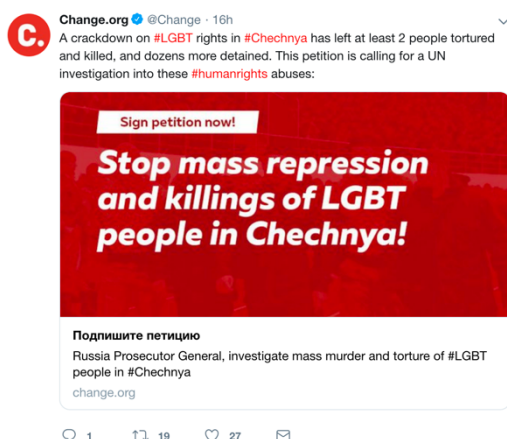 Change.org @Change · 16h
A crackdown on #LGBT rights in #Chechnya has left at least 2 people tortured
and killed, and dozens more detained. This petition is calling for a UN
investigation into these #humanrights abuses:
C.
Sign petition now!
Stop mass repression
and killings of LGBT
people in Chechnya!
Подпишите петицию
Russia Prosecutor General, investigate mass murder and torture of #LGBT
people in #Chechnya
change.org
1 19 27